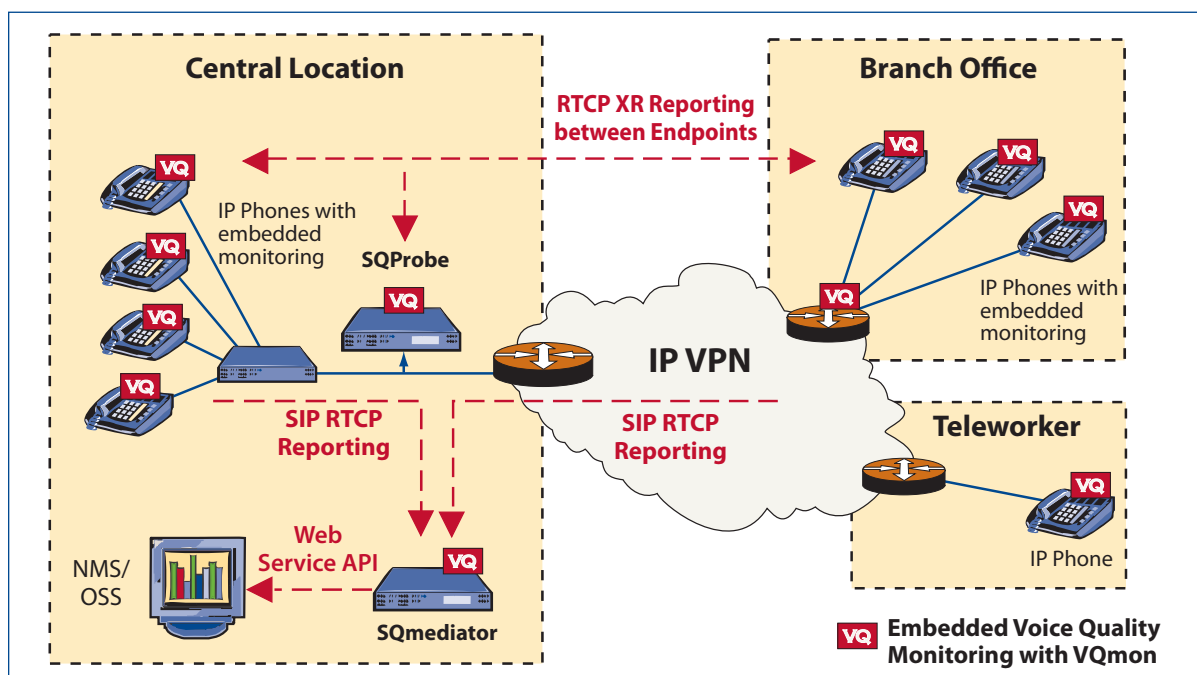 Central Location
Branch Office
RTCP XR Reporting
between Endpoints
VQ
VQ
VQ
VQ
IP Phones with
embedded
monitoring
SQProbe
VQ
VQ
VQ
VQ
VQ
IP Phones with
embedded
monitoring
VQ
VQ
IP VPN
SIP RTCP
Reporting
SIP RTCP
Reporting
Teleworker
VQ
IP Phone
Web
Service API
NMS/
OSS
VQ
SQmediator
VQ
Embedded Voice Quality
Monitoring with VQmon